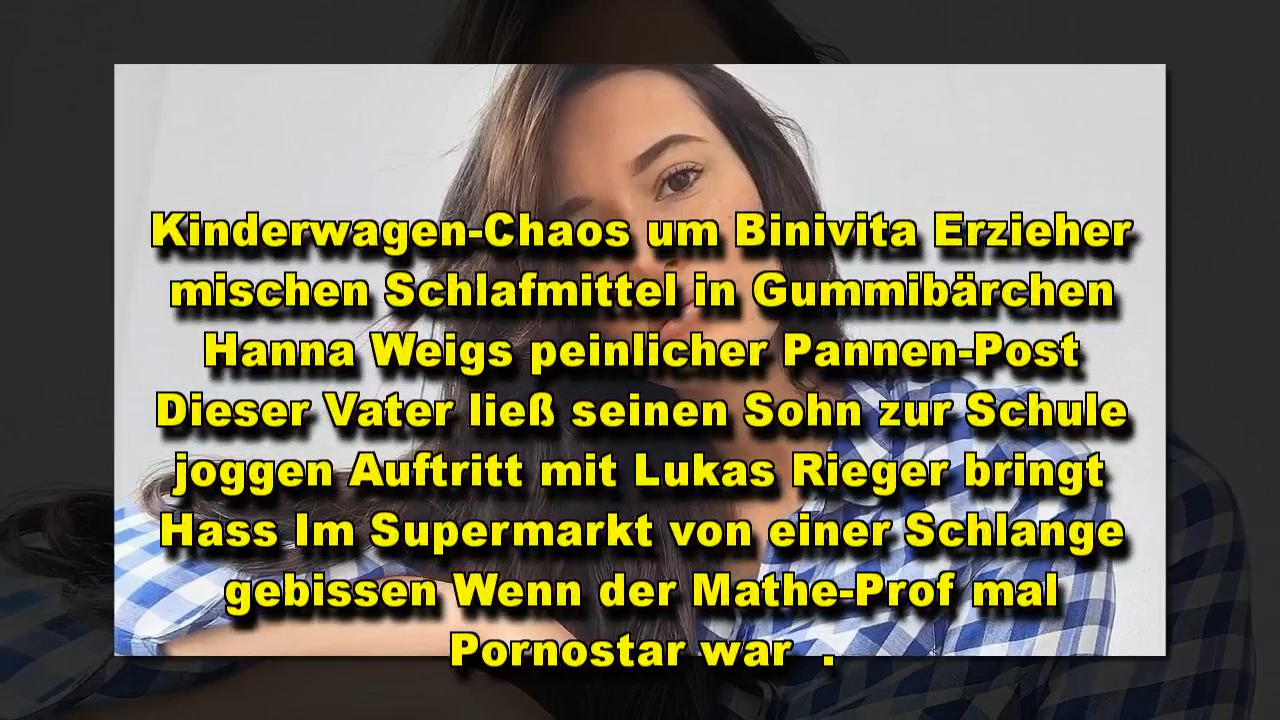 Kinderwagen-Chaos um Binivita Erzieher
mischen Schlafmittel in Gummibärchen
Hanna Weigs peinlicher Pannen-Post
Dieser Vater ließ seinen Sohn zur Schule
joggen Auftritt mit Lukas Rieger bringt
Hass Im Supermarkt von einer Schlange
gebissen Wenn der Mathe-Prof mal
Pornostar war  .